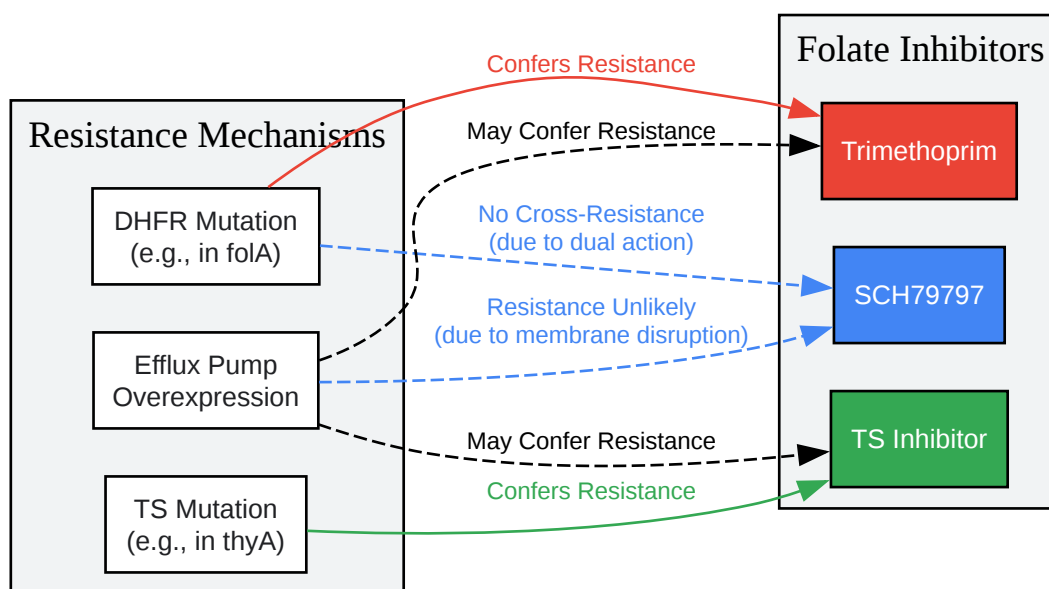 Folate Inhibitors
Confers Resistance
Resistance Mechanisms
May Confer Resistance
Trimethoprim
DHFR Mutation
(e.g., in folA)
No Cross-Resistance
(due to dual action)
SCH79797
Resistance Unlikely
(due to membrane disruption)
Efflux Pump
Overexpression
May Confer Resistance
TS Inhibitor
Confers Resistance
TS Mutation
(e.g., in thyA)